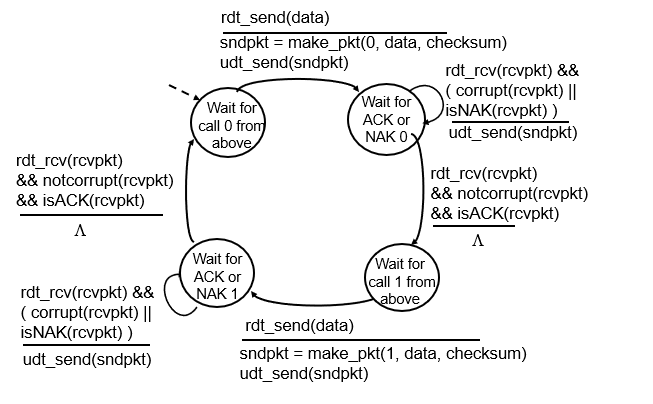 rdt_send(data)
sndpkt = make_pkt(0, data, checksum)
udt_send(sndpkt)
Wait for
call 0 from
above
Wait for
ACK or
NAK 0
rdt_rcv(rcvpkt) &&
( corrupt(rcvpkt) ||
isNAK(rcvpkt) )
udt_send(sndpkt)
rdt_rcv(rcvpkt)
&& notcorrupt(rcvpkt)
&& isACK(rcvpkt)
Λ
rdt_rcv(rcvpkt)
&& notcorrupt(rcvpkt)
&& isACK(rcvpkt)
Λ
Wait for
ACK or
NAK 1
Wait for
call 1 from
above
rdt_rcv(rcvpkt) &&
( corrupt(rcvpkt) ||
isNAK(rcvpkt) )
udt_send(sndpkt)
rdt_send(data)
sndpkt = make_pkt(1, data, checksum)
udt_send(sndpkt)